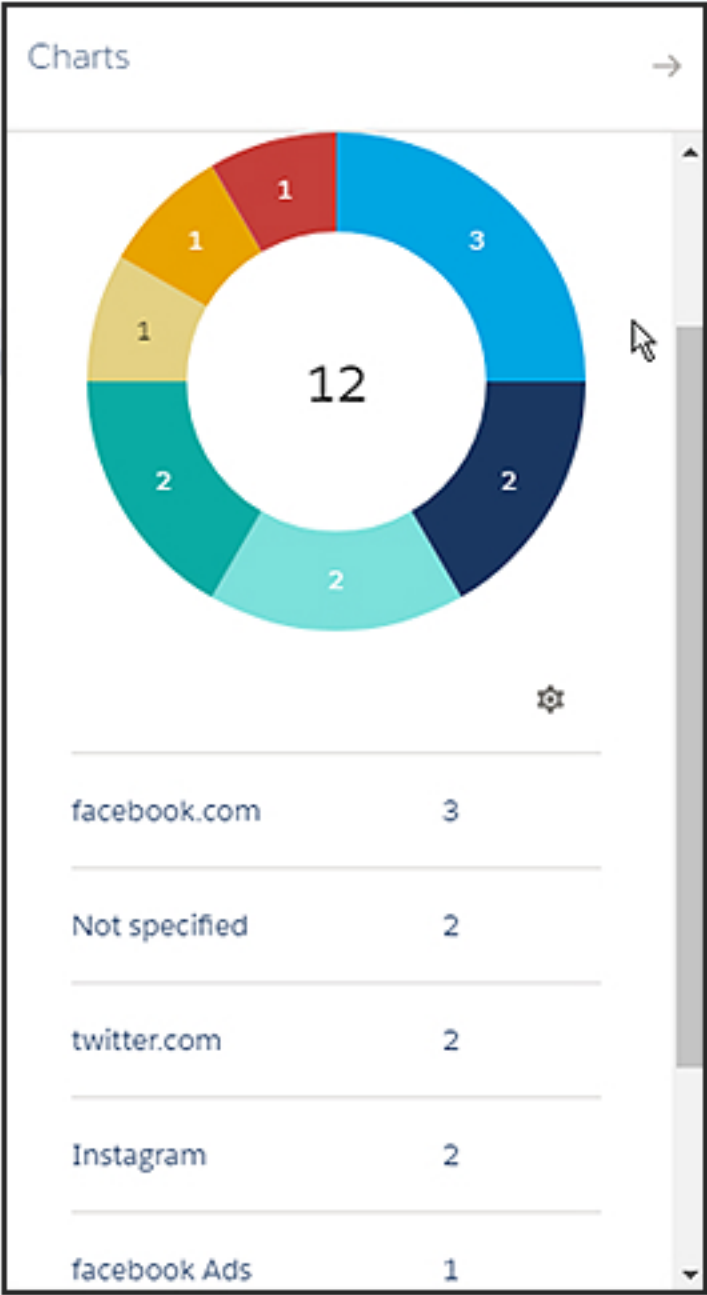 Charts
1
3
1
1
12
2
2
2
facebook.com 3
Not specified 2
twitter.com 2
Instagram 2
facebook Ads 1